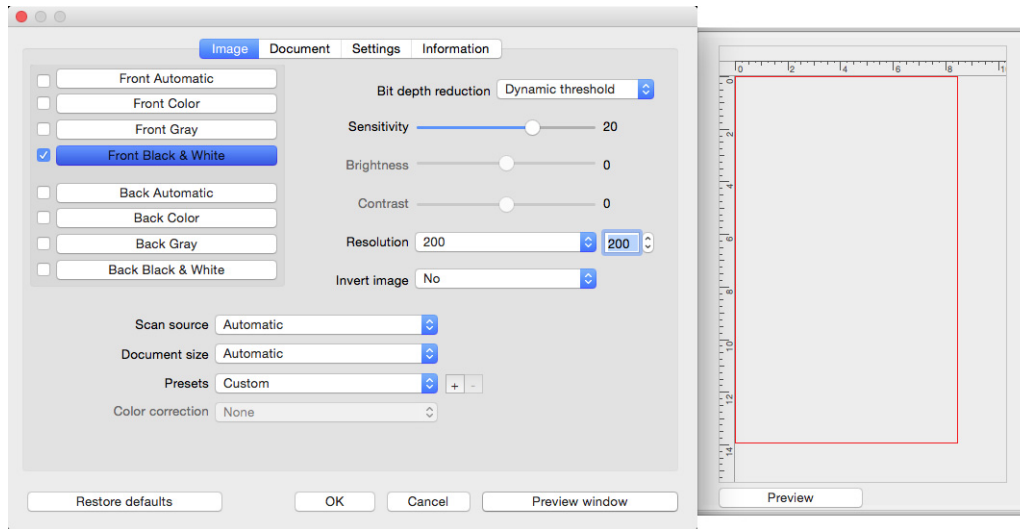 Image Document Settings Information
Front Automatic
Front Color
Front Gray
Front Black & White
Back Automatic
Back Color
Back Gray
Back Black & White
Bit depth reduction Dynamic threshold
Sensitivity 20
Brightness 0
Contrast 0
Resolution 200 200
Invert image No
Scan source Automatic
Document size Automatic
Presets Custom + -
Color correction None
Restore defaults OK Cancel Preview window
0 2 4 6 8
0
2
4
6
8
10
12
14
Preview